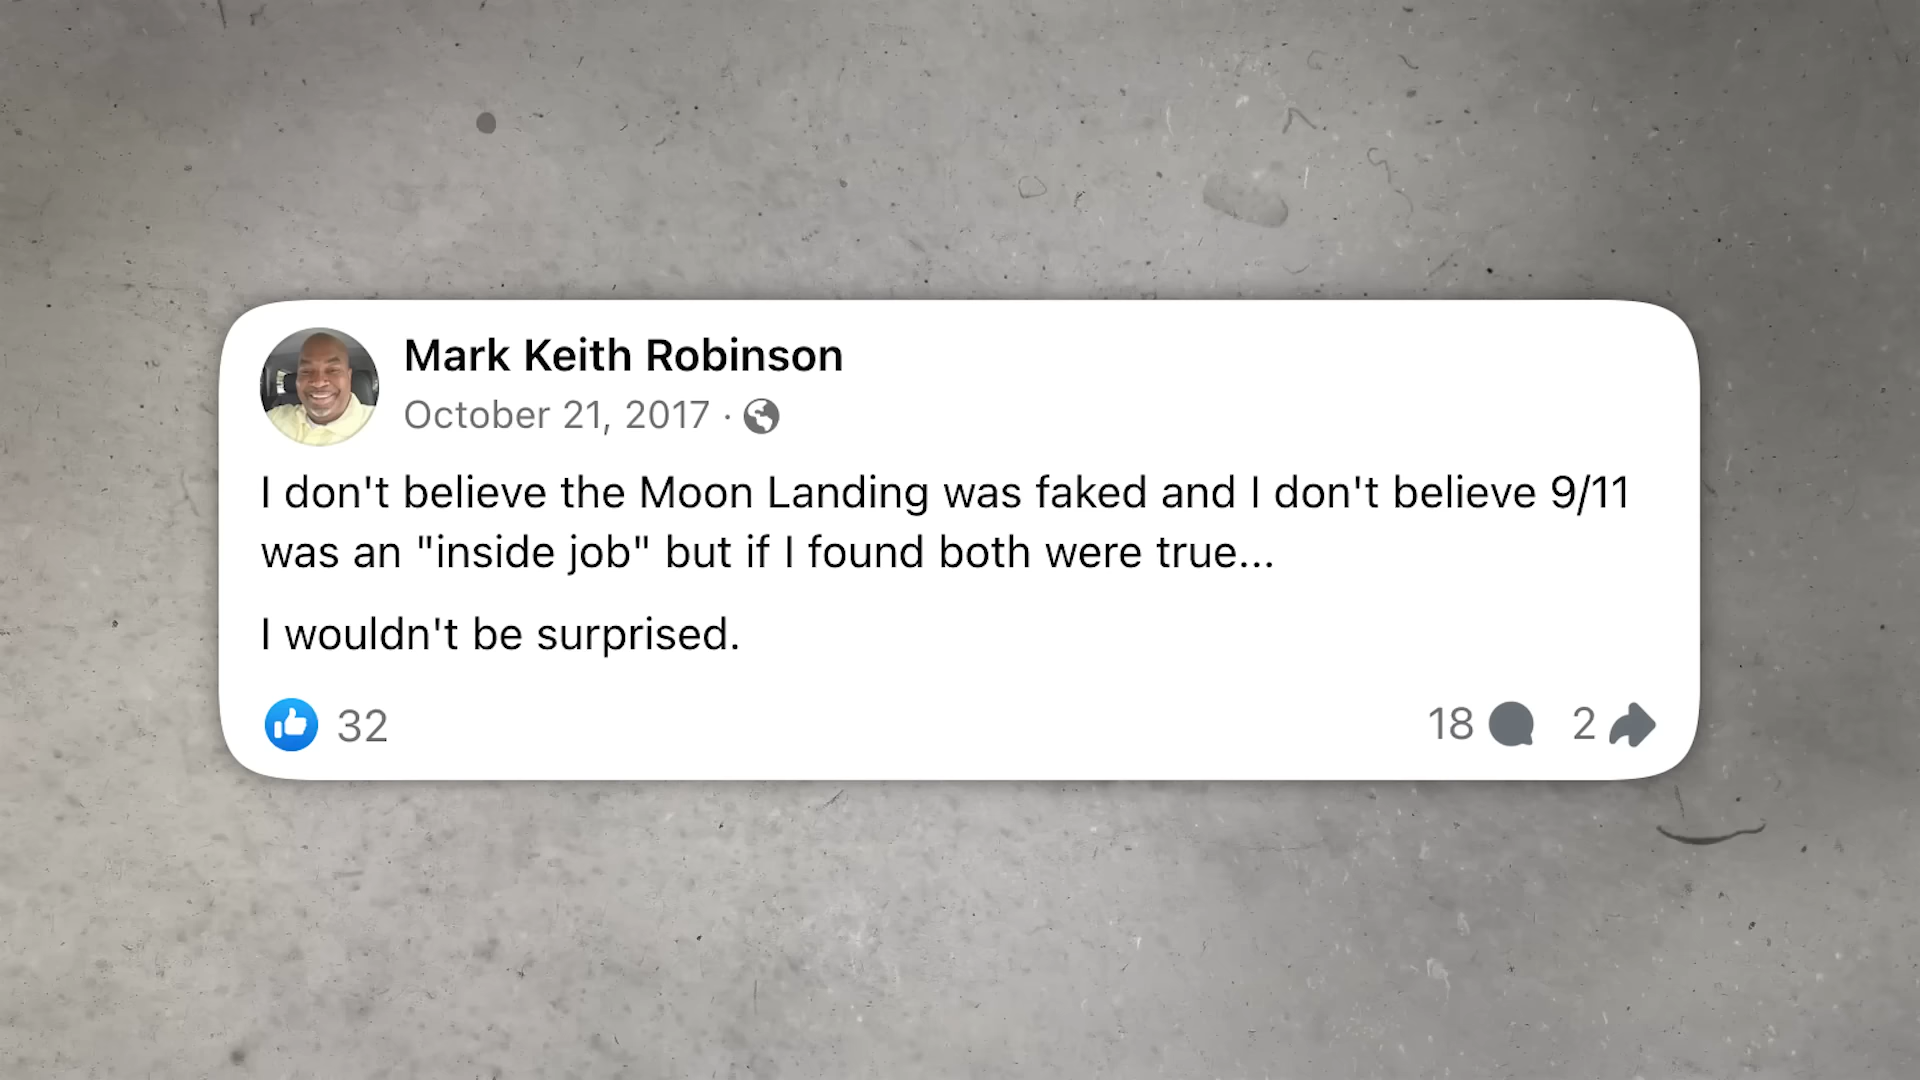 Mark Keith Robinson
October 21, 2017 ·
I don't believe the Moon Landing was faked and I don't believe 9/11
was an "inside job" but if I found both were true...
I wouldn't be surprised.
32
18 2